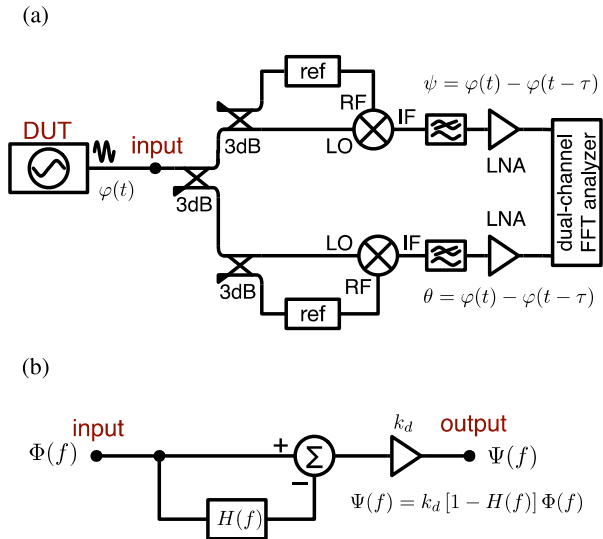 (a)
ref
ψ = φ(t) − φ(t − τ)
RF
DUT
input
3dB
LO
IF
LNA
φ(t)
3dB
dual-channel
FFT analyzer
LNA
LO
IF
3dB
RF
ref
θ = φ(t) − φ(t − τ)
(b)
input
output
k_d
Φ(f)
+
Σ
−
Ψ(f)
H(f)
Ψ(f) = k_d [1 − H(f)] Φ(f)